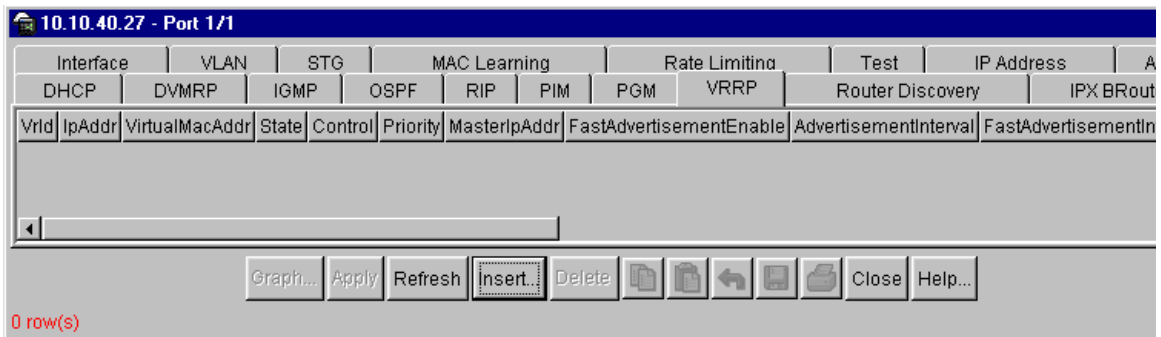 10.10.40.27 - Port 1/1
Interface VLAN STG MAC Learning Rate Limiting Test IP Address A
DHCP DVMRP IGMP OSPF RIP PIM PGM VRRP Router Discovery IPX BRout
VrId IpAddr VirtualMacAddr State Control Priority MasterIpAddr FastAdvertisementEnable AdvertisementInterval FastAdvertisementIn
Graph... Apply Refresh Insert... Delete Close Help...
0 row(s)